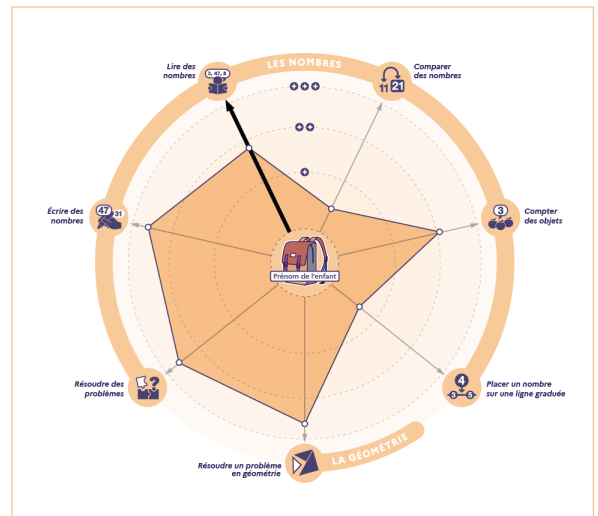 LES NOMBRES
Lire des
nombres
3, 47, 8
Comparer
des nombres
11 21
Écrire des
nombres
47 31
3
Compter
des objets
Prénom de l'enfant
Résoudre des
problèmes
?
4
3 5
Placer un nombre
sur une ligne graduée
Résoudre un problème
en géométrie
LA GÉOMÉTRIE